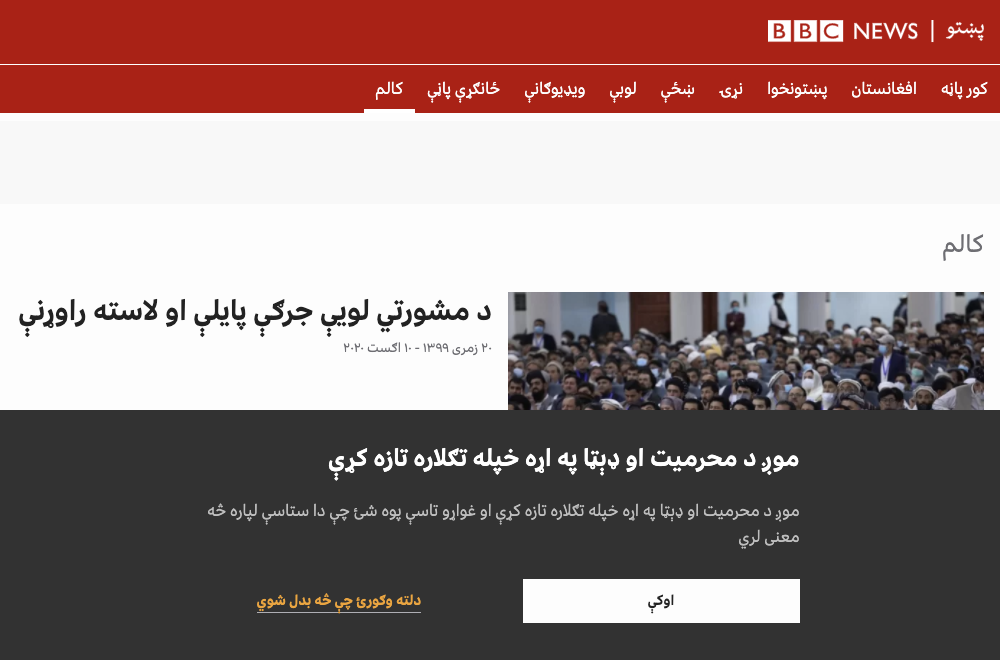 BBC NEWS | پښتو
کور پاڼه افغانستان پښتونخوا نړۍ ښځې لوبې ویډیوګانې ځانګړې پاڼې کالم
کالم
د مشورتي لويې جرګې پايلې او لاسته راوړنې
۲۰ زمری ۱۳۹۹ - ۱۰ اګست ۲۰۲۰
موږ د محرمیت او ډېټا په اړه خپله تګلاره تازه کړې
موږ د محرمیت او ډېټا په اړه خپله تګلاره تازه کړې او غواړو تاسې پوه شئ چې دا ستاسې لپاره څه
معنی لري
اوکې
دلته وګورئ چې څه بدل شوي